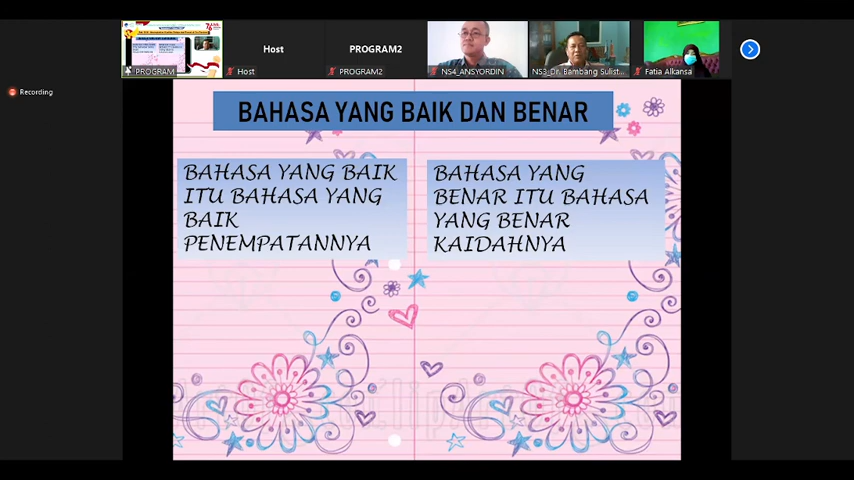 Host
PROGRAM2
PROGRAM
Host
PROGRAM2
NS4_ANSYORDIN
NS3-Dr. Bambang Sulist...
Fatia Alkansa
Recording
BAHASA YANG BAIK DAN BENAR
BAHASA YANG BAIK
ITU BAHASA YANG
BAIK
PENEMPATANNYA
BAHASA YANG
BENAR ITU BAHASA
YANG BENAR
KAIDAHNYA